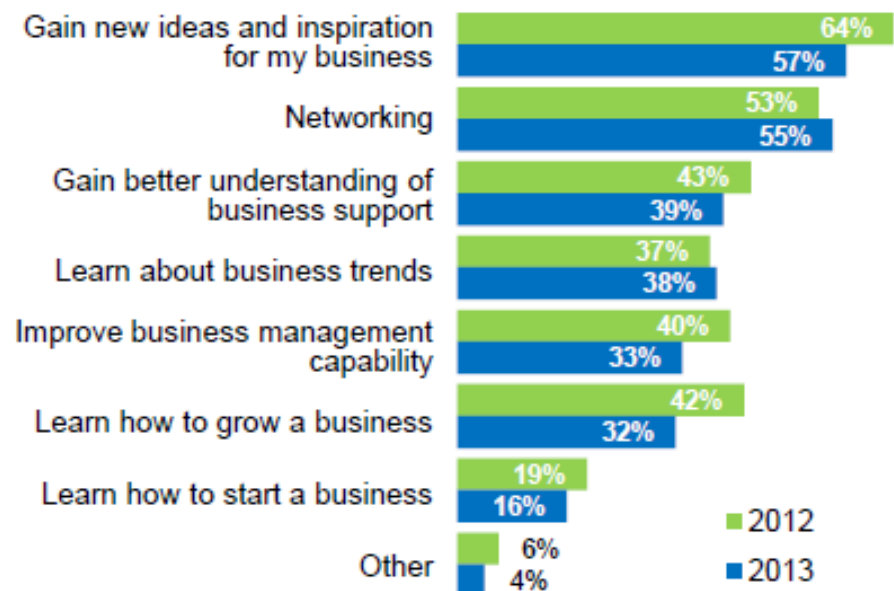 Gain new ideas and inspiration
for my business
64%
57%
Networking
53%
55%
Gain better understanding of
business support
43%
39%
Learn about business trends
37%
38%
Improve business management
capability
40%
33%
Learn how to grow a business
42%
32%
Learn how to start a business
19%
16%
Other
6%
4%
2012
2013